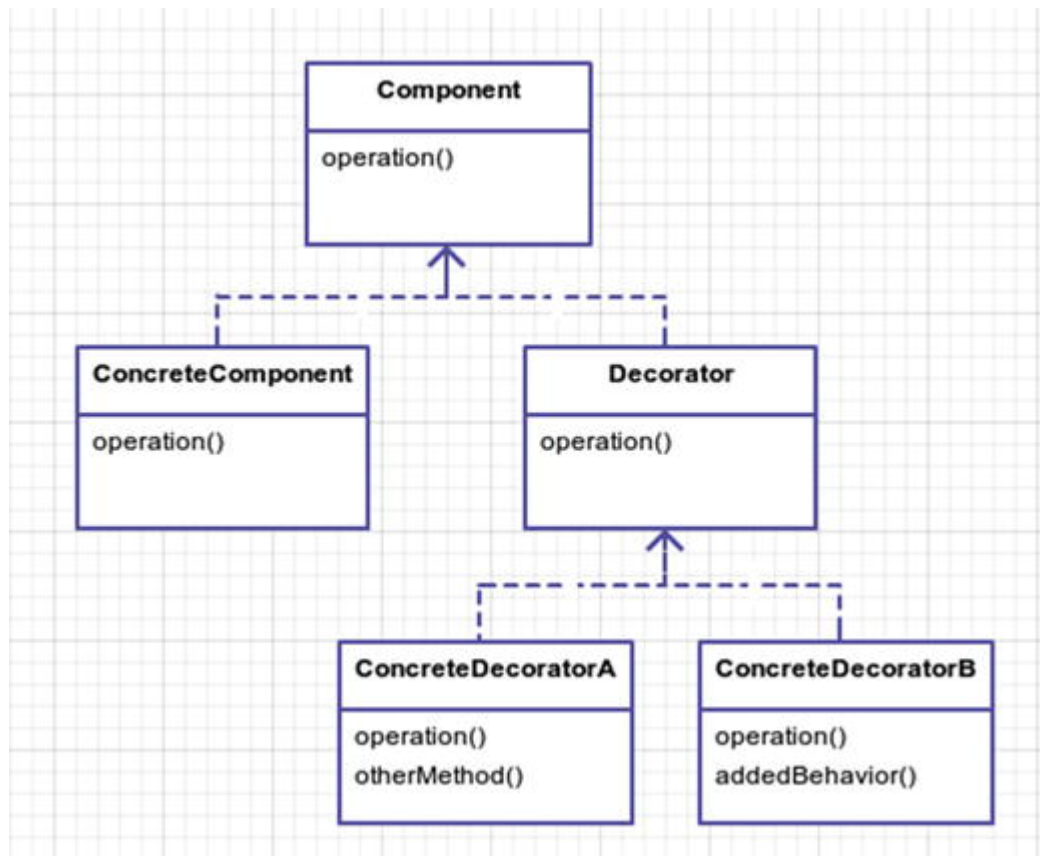 Component
operation()
ConcreteComponent
operation()
Decorator
operation()
ConcreteDecoratorA
operation()
otherMethod()
ConcreteDecoratorB
operation()
addedBehavior()